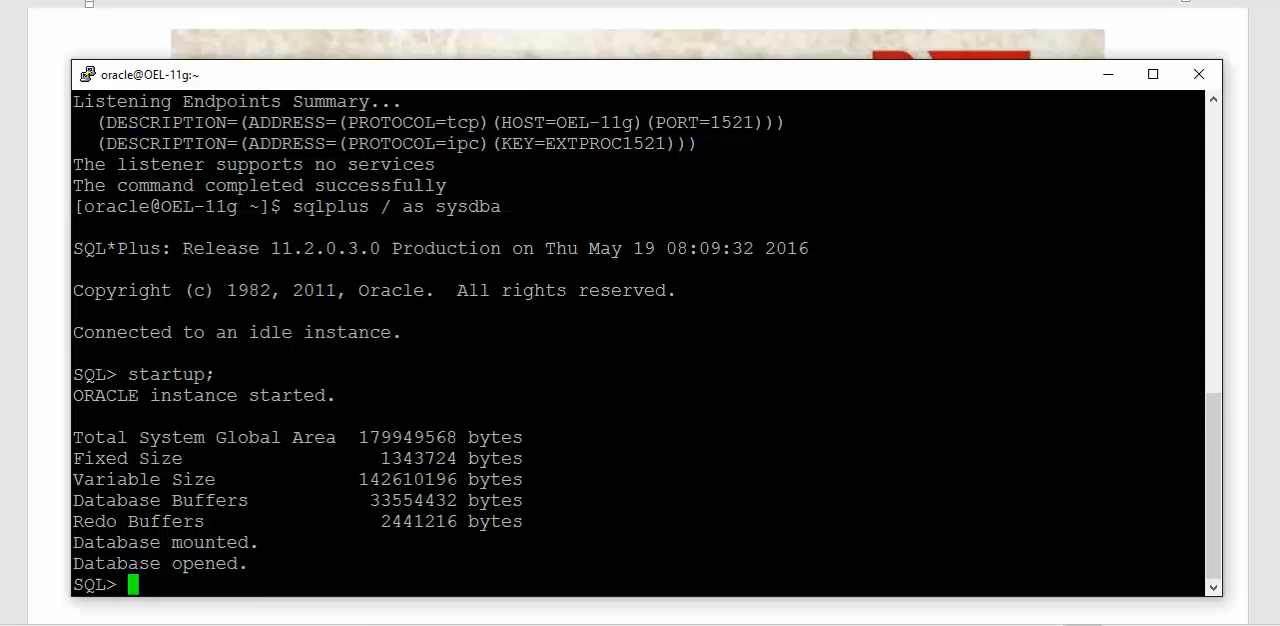 oracle@OEL-11g:~
Listening Endpoints Summary...
  (DESCRIPTION=(ADDRESS=(PROTOCOL=tcp)(HOST=OEL-11g)(PORT=1521)))
  (DESCRIPTION=(ADDRESS=(PROTOCOL=ipc)(KEY=EXTPROC1521)))
The listener supports no services
The command completed successfully
[oracle@OEL-11g ~]$ sqlplus / as sysdba
SQL*Plus: Release 11.2.0.3.0 Production on Thu May 19 08:09:32 2016
Copyright (c) 1982, 2011, Oracle.  All rights reserved.
Connected to an idle instance.
SQL> startup;
ORACLE instance started.
Total System Global Area  179949568 bytes
Fixed Size                  1343724 bytes
Variable Size             142610196 bytes
Database Buffers           33554432 bytes
Redo Buffers                2441216 bytes
Database mounted.
Database opened.
SQL>